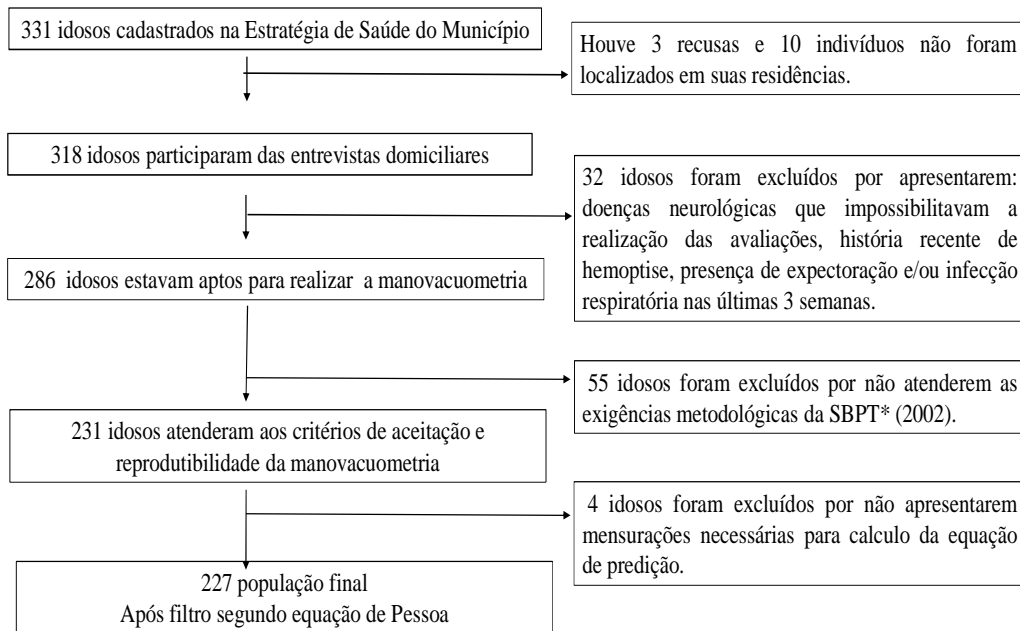 331 idosos cadastrados na Estratégia de Saúde do Município
Houve 3 recusas e 10 indivíduos não foram
localizados em suas residências.
318 idosos participaram das entrevistas domiciliares
32 idosos foram excluídos por apresentarem:
doenças neurológicas que impossibilitavam a
realização das avaliações, história recente de
hemoptise, presença de expectoração e/ou infecção
respiratória nas últimas 3 semanas.
286 idosos estavam aptos para realizar a manovacuometria
55 idosos foram excluídos por não atenderem as
exigências metodológicas da SBPT* (2002).
231 idosos atenderam aos critérios de aceitação e
reprodutibilidade da manovacuometria
4 idosos foram excluídos por não apresentarem
mensurações necessárias para calculo da equação
de predição.
227 população final
Após filtro segundo equação de Pessoa